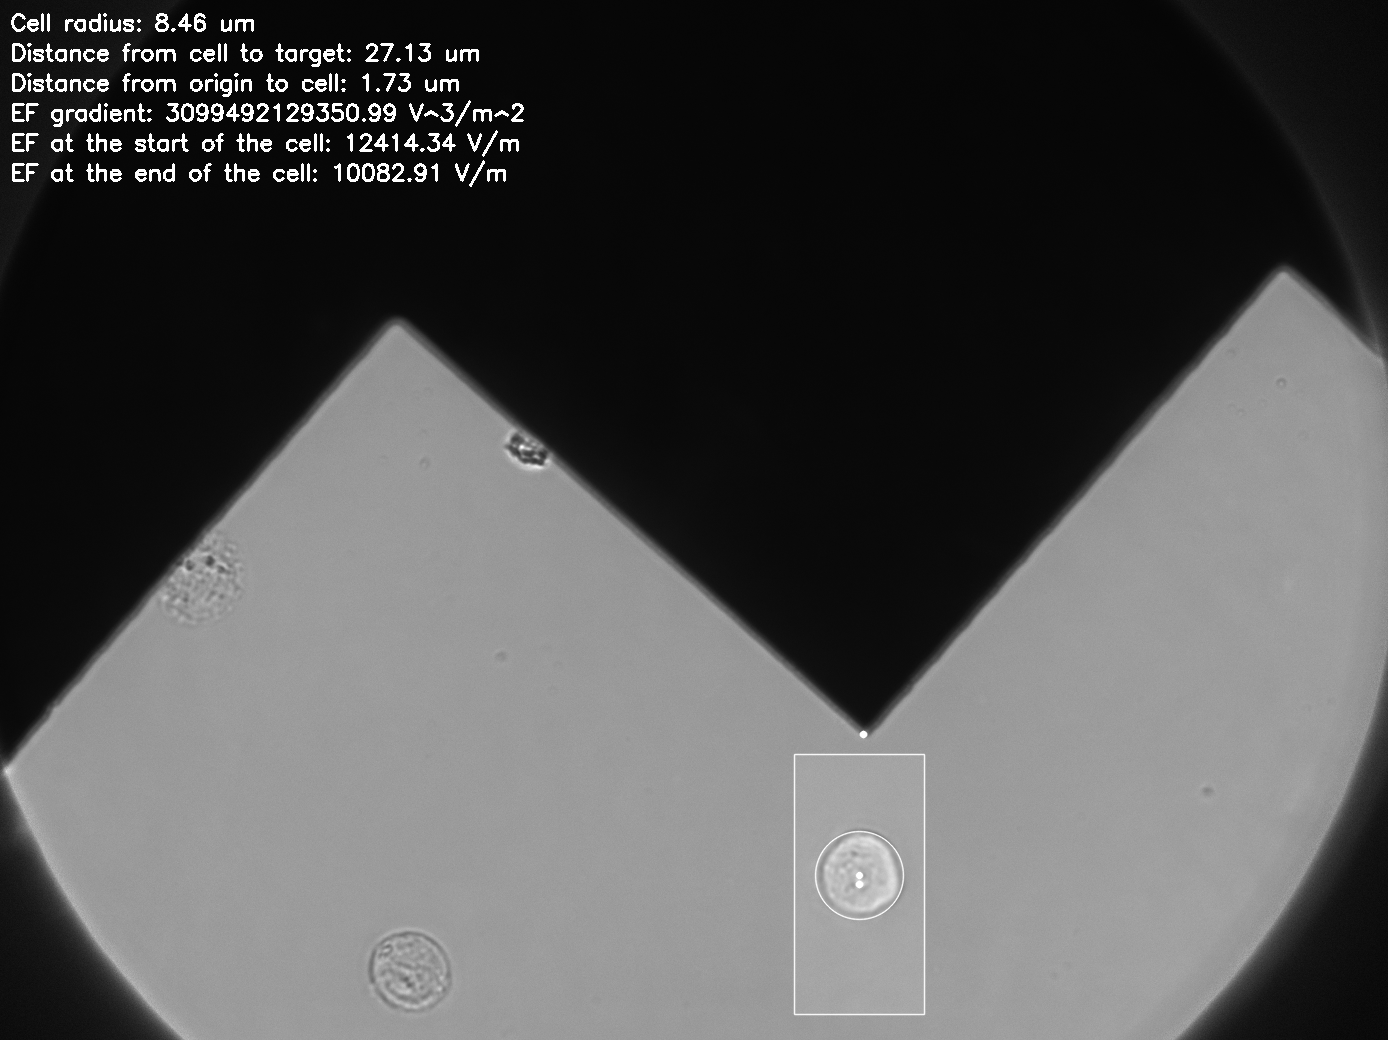 Cell radius: 8.46 um
Distance from cell to target: 27.13 um
Distance from origin to cell: 1.73 um
EF gradient: 3099492129350.99 V^3/m^2
EF at the start of the cell: 12414.34 V/m
EF at the end of the cell: 10082.91 V/m